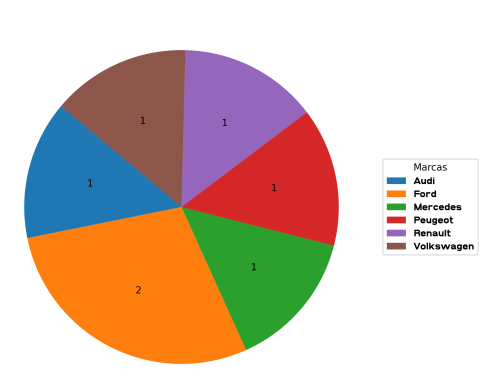 1
1
1
1
2
1
Marcas
Audi
Ford
Mercedes
Peugeot
Renault
Volkswagen